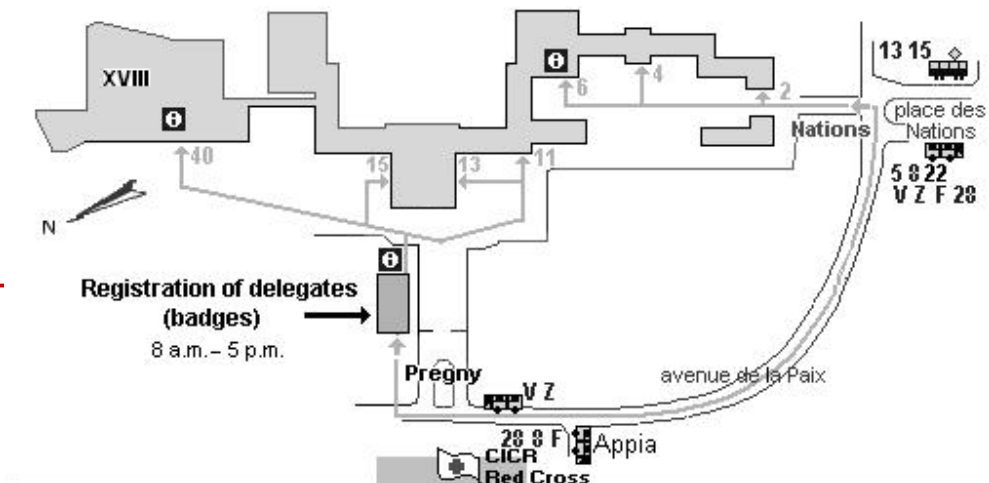 XVIII
40
15
13
11
6
4
2
13 15
place des
Nations
Nations
5 8 22
V Z F 28
N
Registration of delegates
(badges)
8 a.m. – 5 p.m.
Pregny
V Z
avenue de la Paix
28 8 F
Appia
CICR
Red Cross